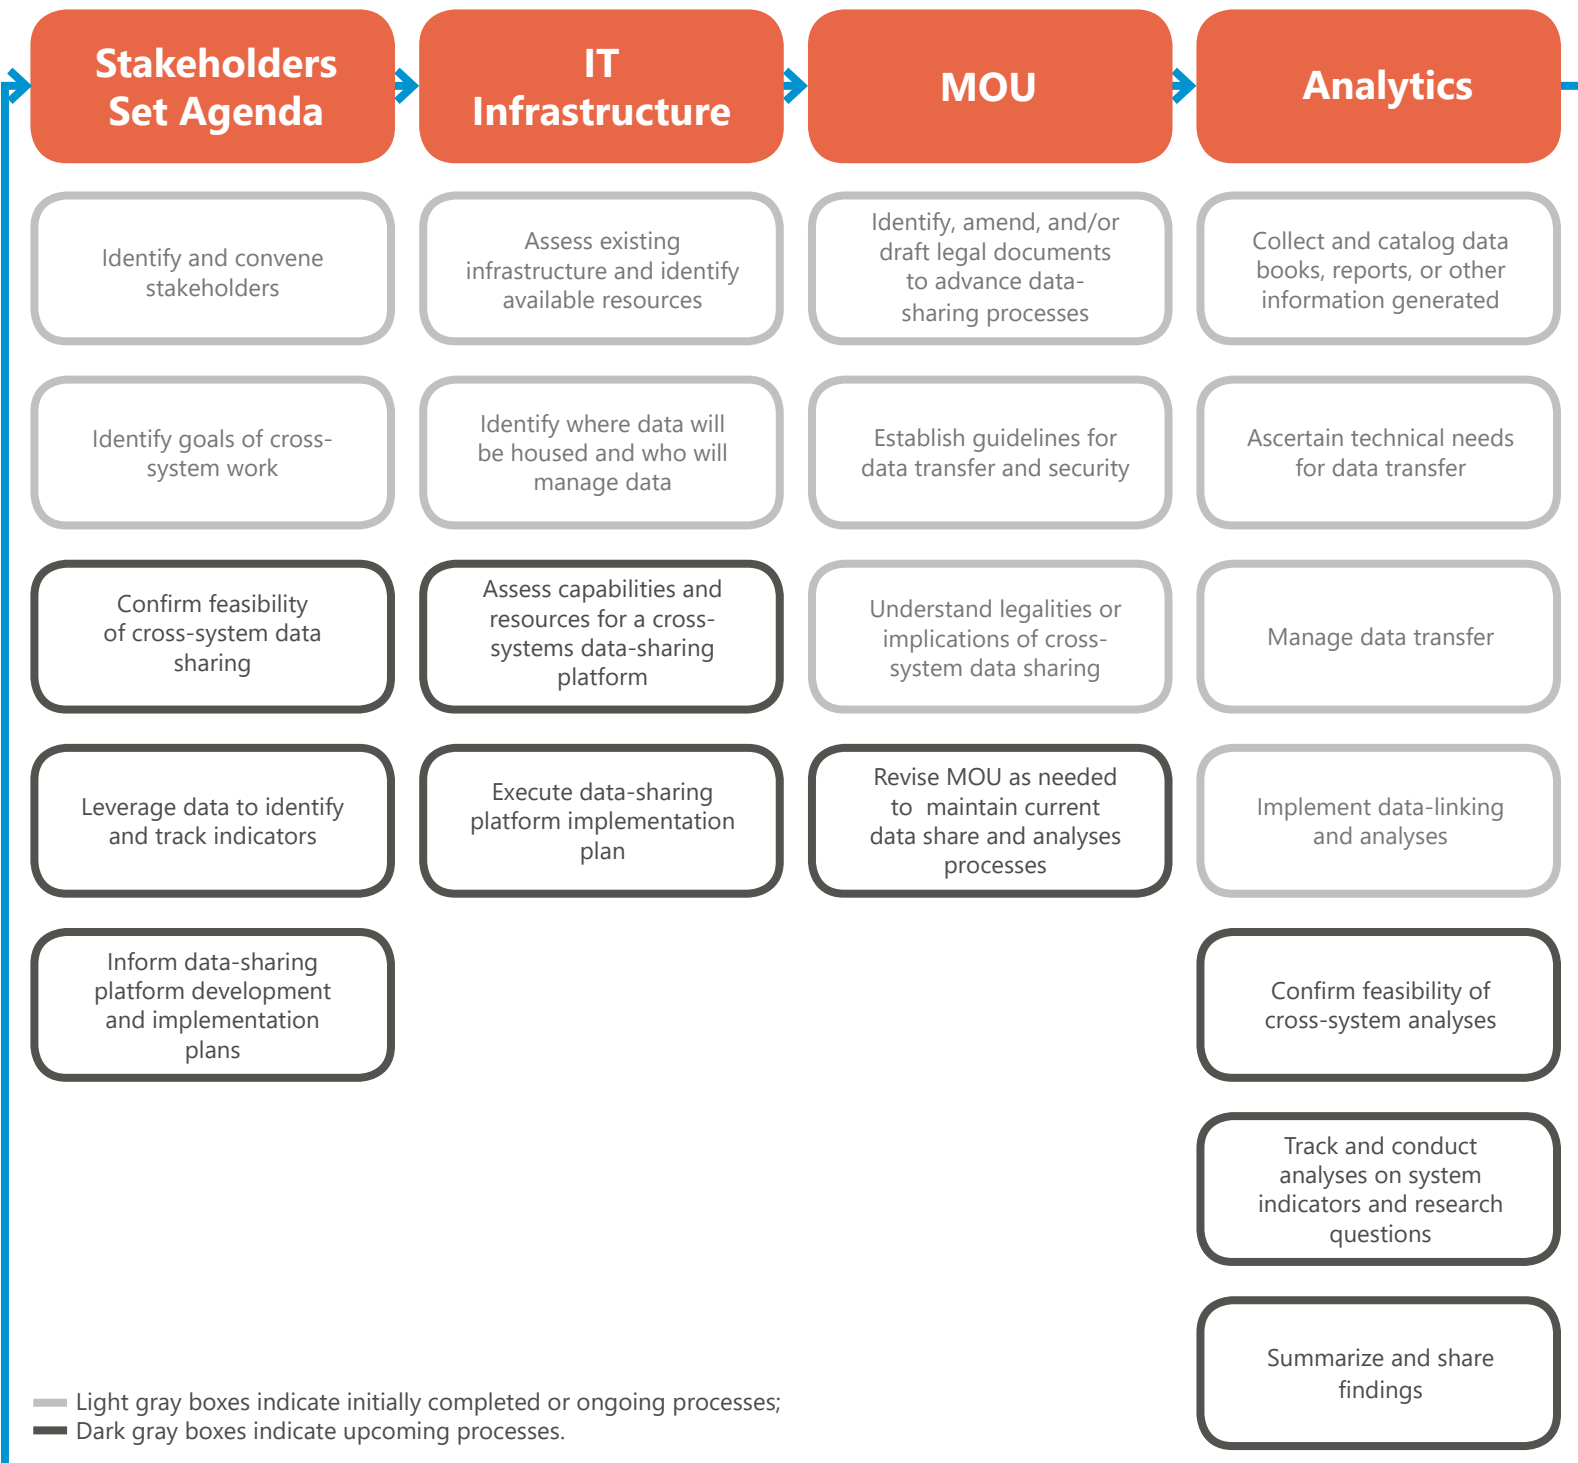 Stakeholders
Set Agenda
IT
Infrastructure
MOU
Analytics
Identify and convene
stakeholders
Identify goals of cross-
system work
Confirm feasibility
of cross-system data
sharing
Leverage data to identify
and track indicators
Inform data-sharing
platform development
and implementation
plans
Assess existing
infrastructure and identify
available resources
Identify where data will
be housed and who will
manage data
Assess capabilities and
resources for a cross-
systems data-sharing
platform
Execute data-sharing
platform implementation
plan
Identify, amend, and/or
draft legal documents
to advance data-
sharing processes
Establish guidelines for
data transfer and security
Understand legalities or
implications of cross-
system data sharing
Revise MOU as needed
to maintain current
data share and analyses
processes
Collect and catalog data
books, reports, or other
information generated
Ascertain technical needs
for data transfer
Manage data transfer
Implement data-linking
and analyses
Confirm feasibility of
cross-system analyses
Track and conduct
analyses on system
indicators and research
questions
Summarize and share
findings
Light gray boxes indicate initially completed or ongoing processes;
Dark gray boxes indicate upcoming processes.